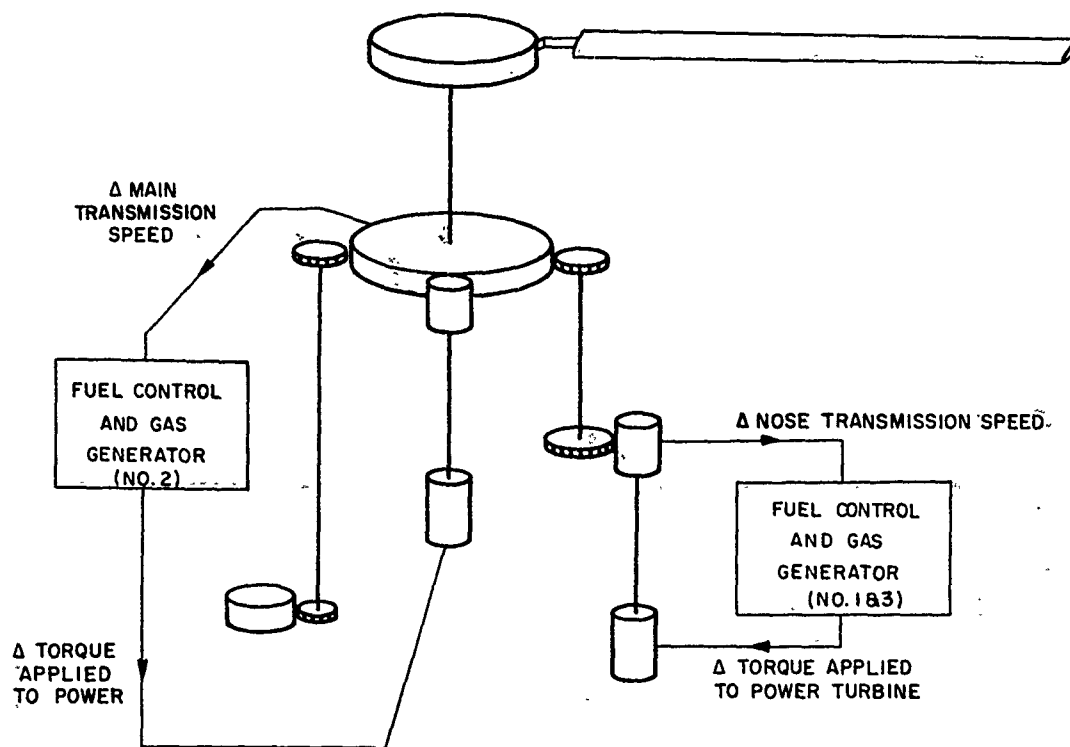 Δ MAIN
TRANSMISSION
SPEED
FUEL CONTROL
AND GAS
GENERATOR
(NO. 2)
Δ TORQUE
APPLIED
TO POWER
Δ NOSE TRANSMISSION SPEED
FUEL CONTROL
AND GAS
GENERATOR
(NO. 1&3)
Δ TORQUE APPLIED
TO POWER TURBINE